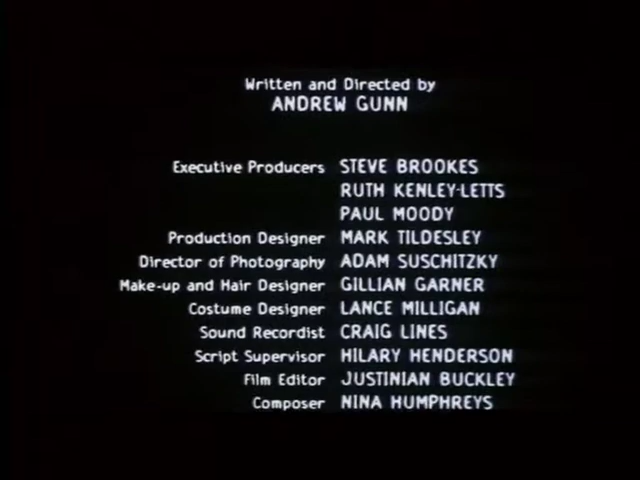 Written and Directed by
ANDREW GUNN
Executive Producers STEVE BROOKES
RUTH KENLEY-LETTS
PAUL MOODY
Production Designer MARK TILDESLEY
Director of Photography ADAM SUSCHITZKY
Make-up and Hair Designer GILLIAN GARNER
Costume Designer LANCE MILLIGAN
Sound Recordist CRAIG LINES
Script Supervisor HILARY HENDERSON
Film Editor JUSTINIAN BUCKLEY
Composer NINA HUMPHREYS